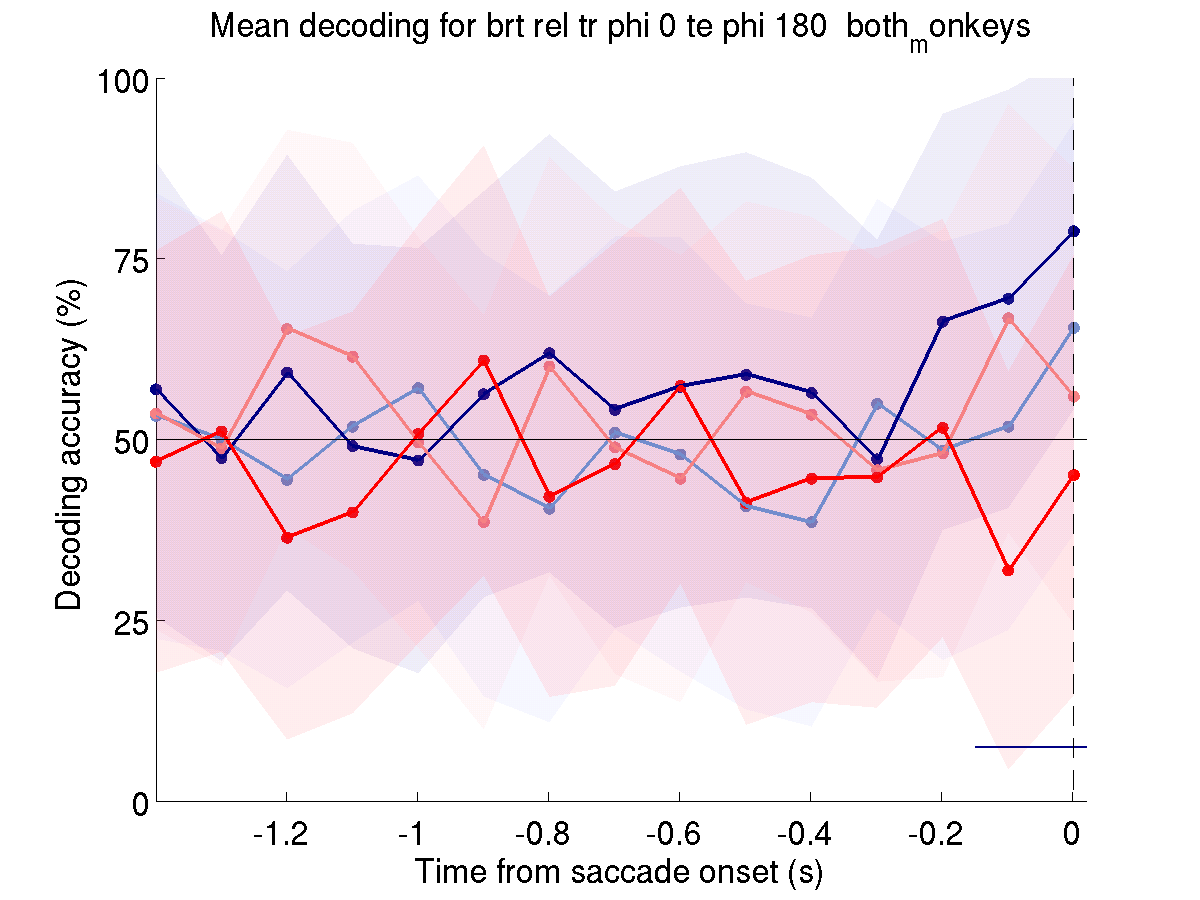 Mean decoding for brt rel tr phi 0 te phi 180 both_monkeys
100
75
50
25
0
Decoding accuracy (%)
-1.2 -1 -0.8 -0.6 -0.4 -0.2 0
Time from saccade onset (s)